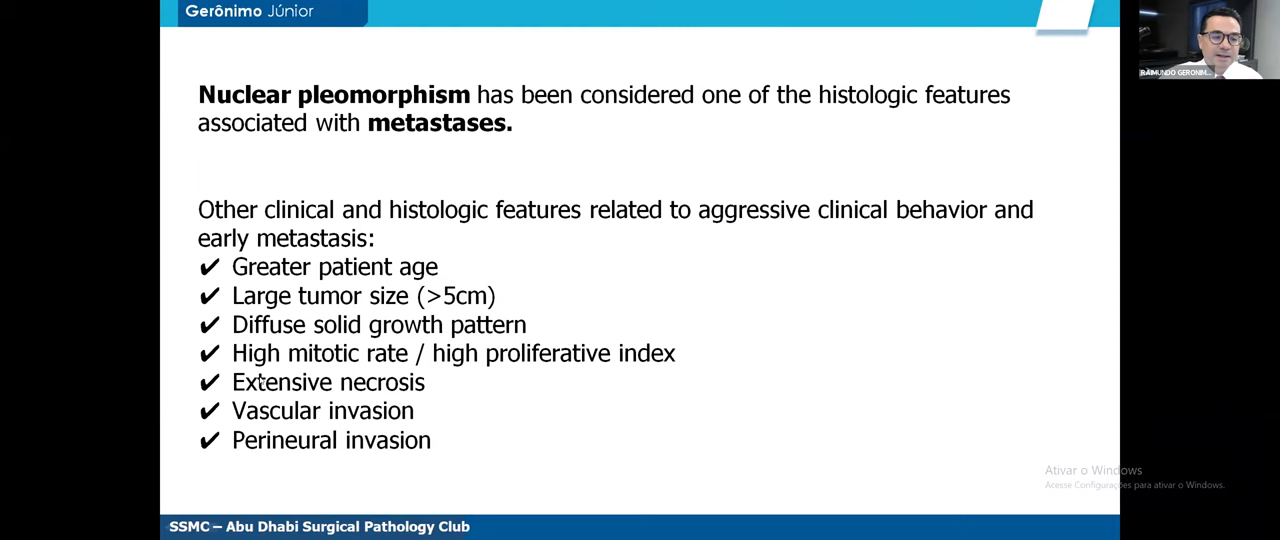 Gerônimo Júnior
RAIMUNDO GERONIM...
Nuclear pleomorphism has been considered one of the histologic features
associated with metastases.
Other clinical and histologic features related to aggressive clinical behavior and
early metastasis:
✔ Greater patient age
✔ Large tumor size (>5cm)
✔ Diffuse solid growth pattern
✔ High mitotic rate / high proliferative index
✔ Extensive necrosis
✔ Vascular invasion
✔ Perineural invasion
Ativar o Windows
Acesse Configurações para ativar o Windows.
SSMC – Abu Dhabi Surgical Pathology Club